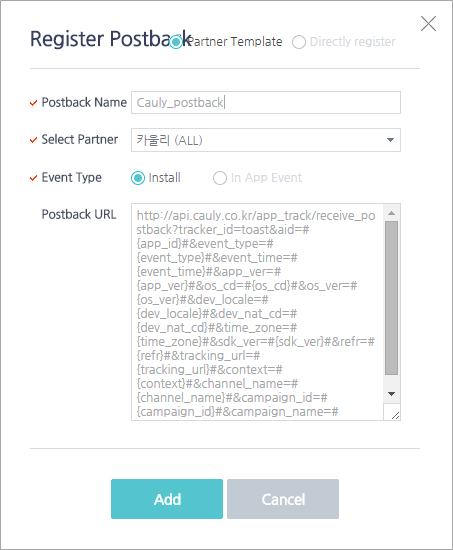 Register Postback
Partner Template
Directly register
Postback Name
Cauly_postback
Select Partner
카울리 (ALL)
Event Type
Install
In App Event
Postback URL
http://api.cauly.co.kr/app_track/receive_po
stback?tracker_id=toast&aid=#
{app_id}#&event_type=#
{event_type}#&event_time=#
{event_time}#&app_ver=#
{app_ver}#&os_cd=#{os_cd}#&os_ver=#
{os_ver}#&dev_locale=#
{dev_locale}#&dev_nat_cd=#
{dev_nat_cd}#&time_zone=#
{time_zone}#&sdk_ver=#{sdk_ver}#&refr=#
{refr}#&tracking_url=#
{tracking_url}#&context=#
{context}#&channel_name=#
{channel_name}#&campaign_id=#
{campaign_id}#&campaign_name=#
Add
Cancel